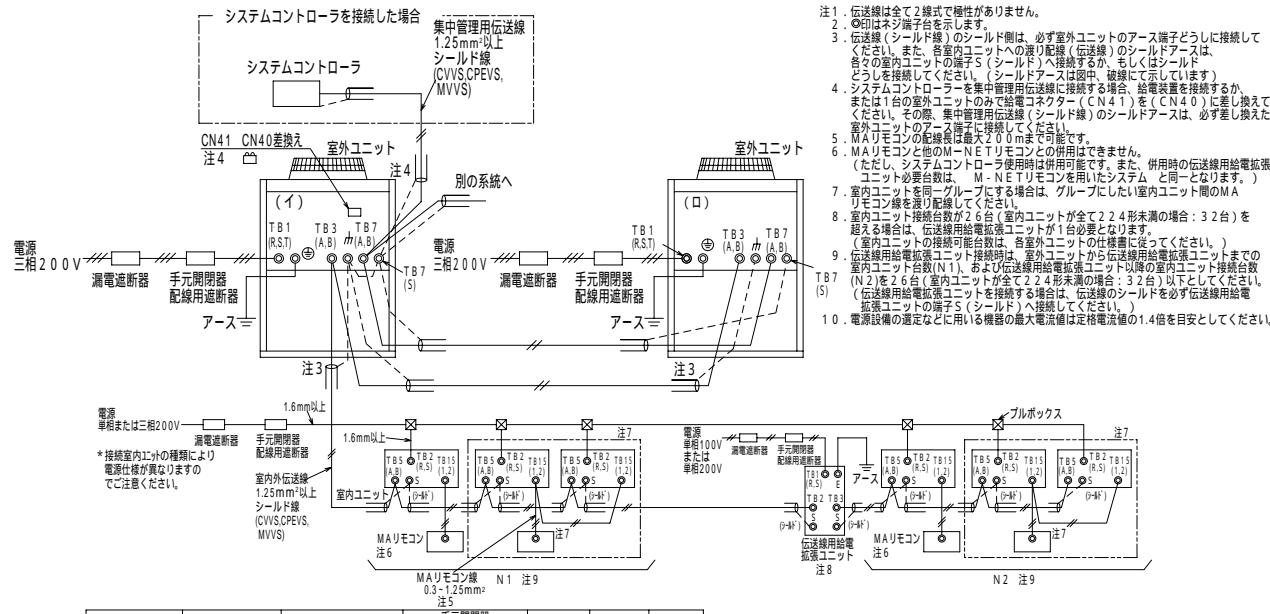 システムコントローラを接続した場合
集中管理用伝送線
1.25mm²以上
シールド線
(CVVS,CPEVS,
MVVS)
システムコントローラ
CN41 CN40差換え
注4
注4
室外ユニット
別の系統へ
(イ)
TB1
(R,S,T)
TB3
(A,B)
TB7
(A,B)
TB7
(S)
電源
三相200V
漏電遮断器
手元開閉器
配線用遮断器
アース
注3
室外ユニット
(ロ)
TB1
(R,S,T)
TB3
(A,B)
TB7
(A,B)
TB7
(S)
電源
三相200V
漏電遮断器
手元開閉器
配線用遮断器
アース
注3
注1．伝送線は全て2線式で極性がありません。
2．◎印はネジ端子台を示します。
3．伝送線（シールド線）のシールド側は、必ず室外ユニットのアース端子どうしに接続して
ください。また、各室内ユニットへの渡り配線（伝送線）のシールドアースは、
各々の室内ユニットの端子S（シールド）へ接続するか、もしくはシールド
どうしを接続してください。（シールドアースは図中、破線にて示しています）
4．システムコントローラーを集中管理用伝送線に接続する場合、給電装置を接続するか、
または1台の室外ユニットのみで給電コネクター（CN41）を（CN40）に差し換えて
ください。その際、集中管理用伝送線（シールド線）のシールドアースは、必ず差し換えた
室外ユニットのアース端子に接続してください。
5．MAリモコンの配線長は最大200mまで可能です。
6．MAリモコンと他のM－NETリモコンとの併用はできません。
（ただし、システムコントローラ使用時は併用可能です。また、併用時の伝送線用給電拡張
ユニット必要台数は、 M-NETリモコンを用いたシステム と同一となります。）
7．室内ユニットを同一グループにする場合は、グループにしたい室内ユニット間のMA
リモコン線を渡り配線してください。
8．室内ユニット接続台数が26台（室内ユニットが全て224形未満の場合：32台）を
超える場合は、伝送線用給電拡張ユニットが1台必要となります。
（室内ユニットの接続可能台数は、各室外ユニットの仕様書に従ってください。）
9．伝送線用給電拡張ユニット接続時は、室外ユニットから伝送線用給電拡張ユニットまでの
室内ユニット台数(N1)、および伝送線用給電拡張ユニット以降の室内ユニット接続台数
(N2)を26台（室内ユニットが全て224形未満の場合：32台）以下としてください。
（伝送線用給電拡張ユニットを接続する場合は、伝送線のシールドを必ず伝送線用給電
拡張ユニットの端子S（シールド）へ接続してください。）
10．電源設備の選定などに用いる機器の最大電流値は定格電流値の1.4倍を目安としてください。
電源
単相または三相200V
漏電遮断器
手元開閉器
配線用遮断器
1.6mm以上
1.6mm以上
*接続室内ユニットの種類により
電源仕様が異なりますの
でご注意ください。
室内外伝送線
1.25mm²以上
シールド線
(CVVS,CPEVS,
MVVS)
室内ユニット
TB5
(A,B)
TB2
(R,S)
TB15
(1,2)
S
(シールド)
MAリモコン
注6
注7
TB5
(A,B)
TB2
(R,S)
TB15
(1,2)
S
(シールド)
TB5
(A,B)
TB2
(R,S)
TB15
(1,2)
S
(シールド)
注7
MAリモコン線
0.3~1.25mm²
注5
N1 注9
電源
単相100V
または
単相200V
漏電遮断器
手元開閉器
配線用遮断器
アース
TB1
(R,S)
E
TB2
TB3
S
S
(シールド)
(シールド)
伝送線用給電
拡張ユニット
注8
プルボックス
TB5
(A,B)
TB2
(R,S)
TB15
(1,2)
S
(シールド)
MAリモコン
注6
注7
TB5
(A,B)
TB2
(R,S)
TB15
(1,2)
S
(シールド)
TB5
(A,B)
TB2
(R,S)
TB15
(1,2)
S
(シールド)
注7
N2 注9